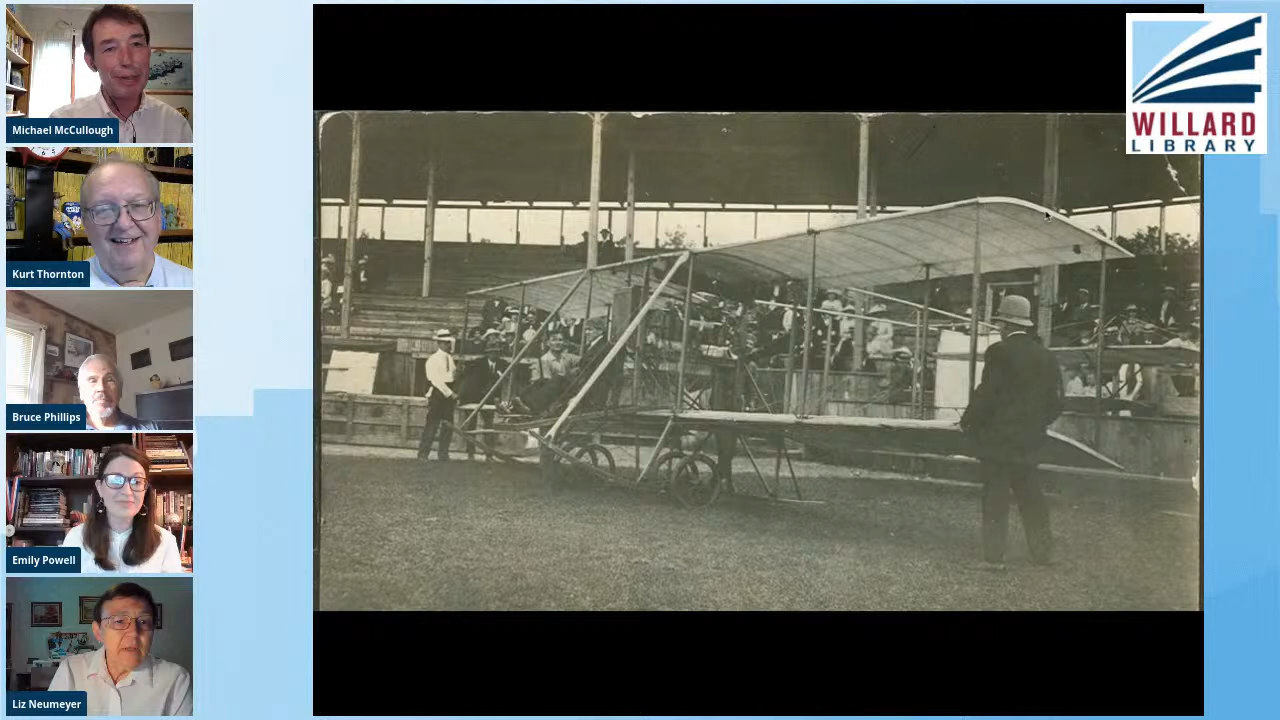 Michael McCullough
Kurt Thornton
Bruce Phillips
Emily Powell
Liz Neumeyer
WILLARD
LIBRARY